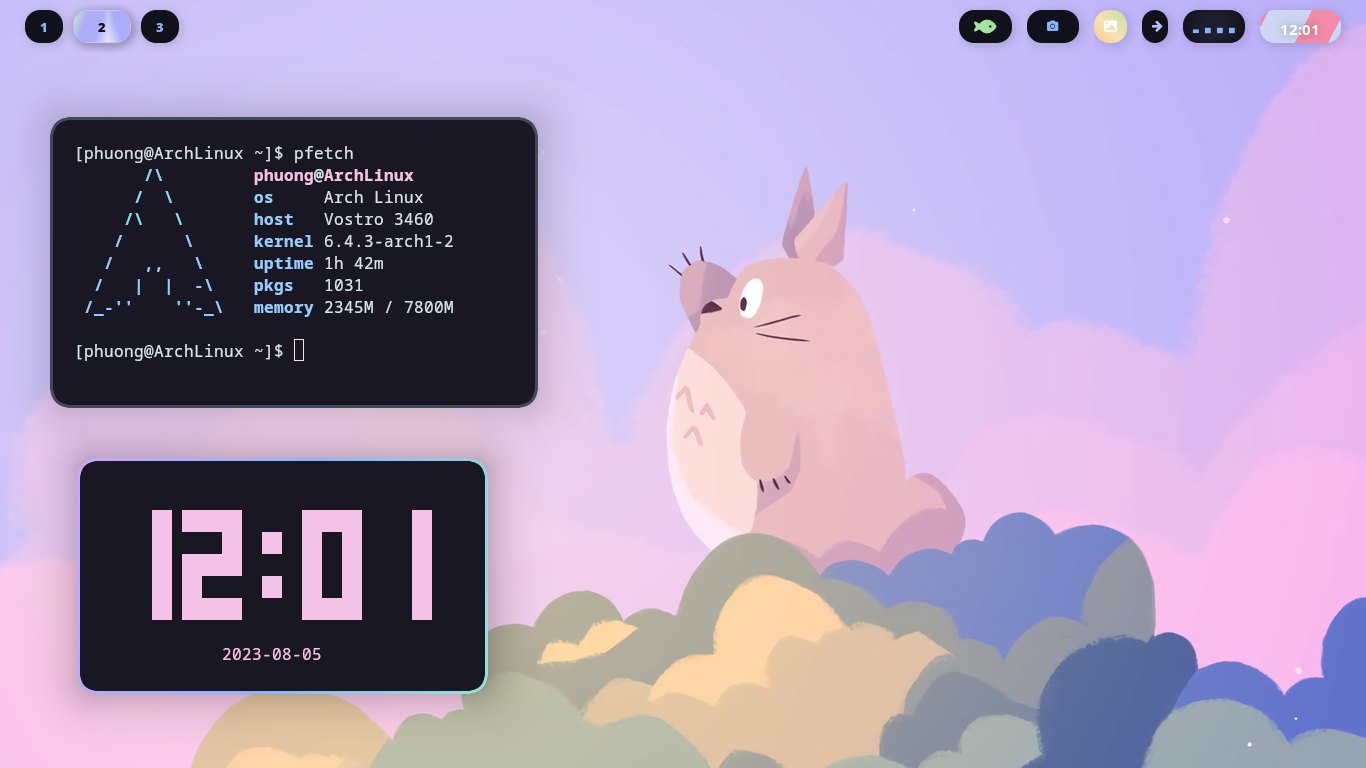 1 2 3 12:01
[phuong@ArchLinux ~]$ pfetch
       /\         phuong@ArchLinux
      /  \        os     Arch Linux
     /\   \       host   Vostro 3460
    /      \      kernel 6.4.3-arch1-2
   /   ,,   \     uptime 1h 42m
  /   |  |  -\    pkgs   1031
 /_-''    ''-_\   memory 2345M / 7800M
[phuong@ArchLinux ~]$
12:01
2023-08-05